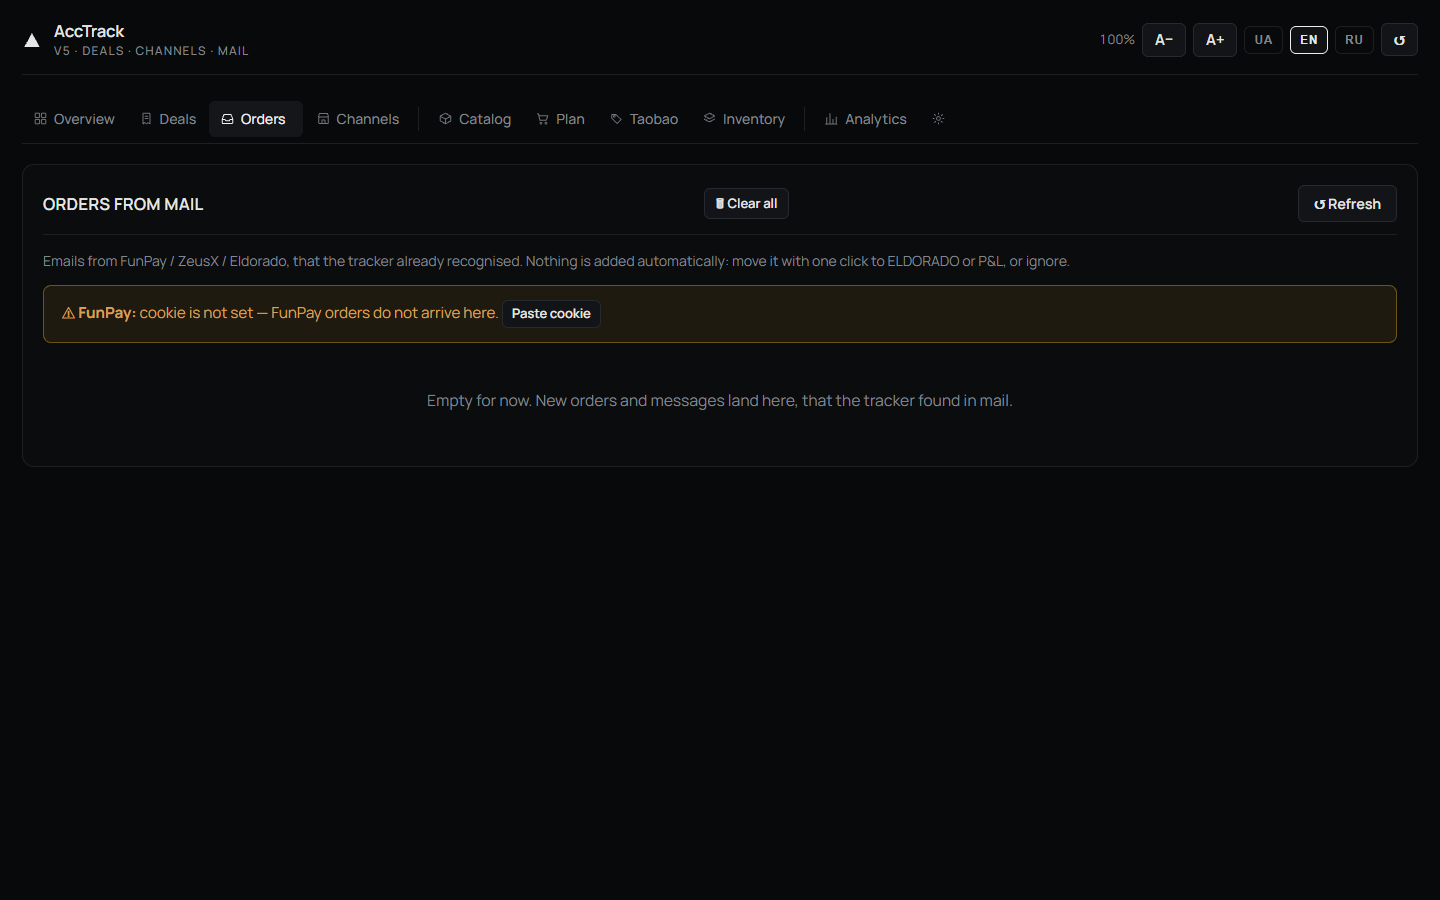 AccTrack
V5 · DEALS · CHANNELS · MAIL
100% A− A+ UA EN RU ↺
Overview Deals Orders Channels Catalog Plan Taobao Inventory Analytics
ORDERS FROM MAIL
Clear all
↺ Refresh
Emails from FunPay / ZeusX / Eldorado, that the tracker already recognised. Nothing is added automatically: move it with one click to ELDORADO or P&L, or ignore.
⚠ FunPay: cookie is not set — FunPay orders do not arrive here. Paste cookie
Empty for now. New orders and messages land here, that the tracker found in mail.